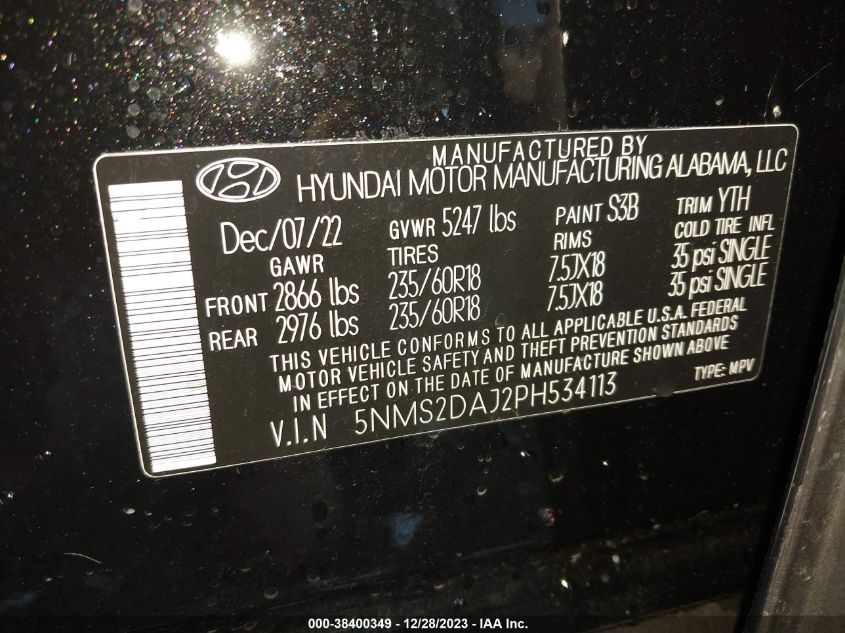 MANUFACTURED BY
HYUNDAI MOTOR MANUFACTURING ALABAMA, LLC
Dec/07/22 GVWR 5247 lbs PAINT S3B TRIM YTH
GAWR TIRES RIMS COLD TIRE INFL
FRONT 2866 lbs 235/60R18 7.5JX18 35 psi SINGLE
REAR 2976 lbs 235/60R18 7.5JX18 35 psi SINGLE
THIS VEHICLE CONFORMS TO ALL APPLICABLE U.S.A. FEDERAL
MOTOR VEHICLE SAFETY AND THEFT PREVENTION STANDARDS
IN EFFECT ON THE DATE OF MANUFACTURE SHOWN ABOVE
V.I.N 5NMS2DAJ2PH534113 TYPE: MPV
000-38400349 - 12/28/2023 - IAA Inc.